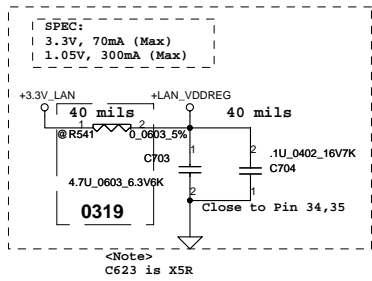 SPEC:
3.3V, 70mA (Max)
1.05V, 300mA (Max)
+3.3V_LAN
+LAN_VDDREG
40 mils
40 mils
1
2
@ R541
0_0603_5%
1
C703
2
.1U_0402_16V7K
C704
4.7U_0603_6.3V6K
2
1
0319
Close to Pin 34,35
<Note>
C623 is X5R